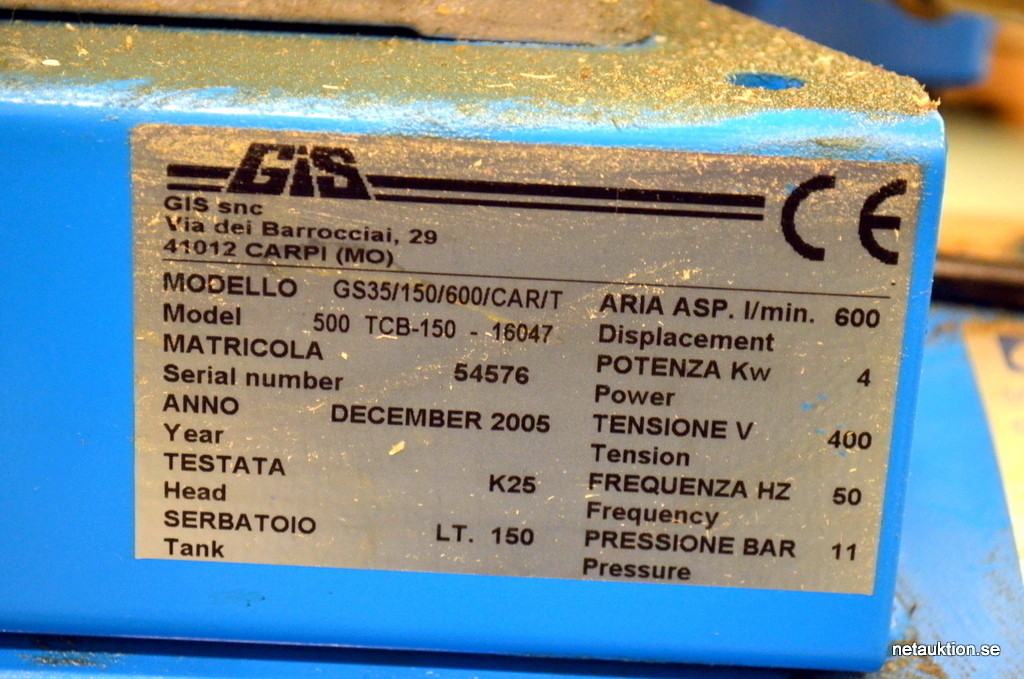 GIS
CE
GIS snc
Via dei Barrocciai, 29
41012 CARPI (MO)
MODELLO GS35/150/600/CAR/T
Model 500 TCB-150 - 16047
MATRICOLA
Serial number 54576
ANNO
Year DECEMBER 2005
TESTATA
Head K25
SERBATOIO
Tank LT. 150
ARIA ASP. l/min. 600
Displacement
POTENZA Kw 4
Power
TENSIONE V 400
Tension
FREQUENZA HZ 50
Frequency
PRESSIONE BAR 11
Pressure
netauktion.se